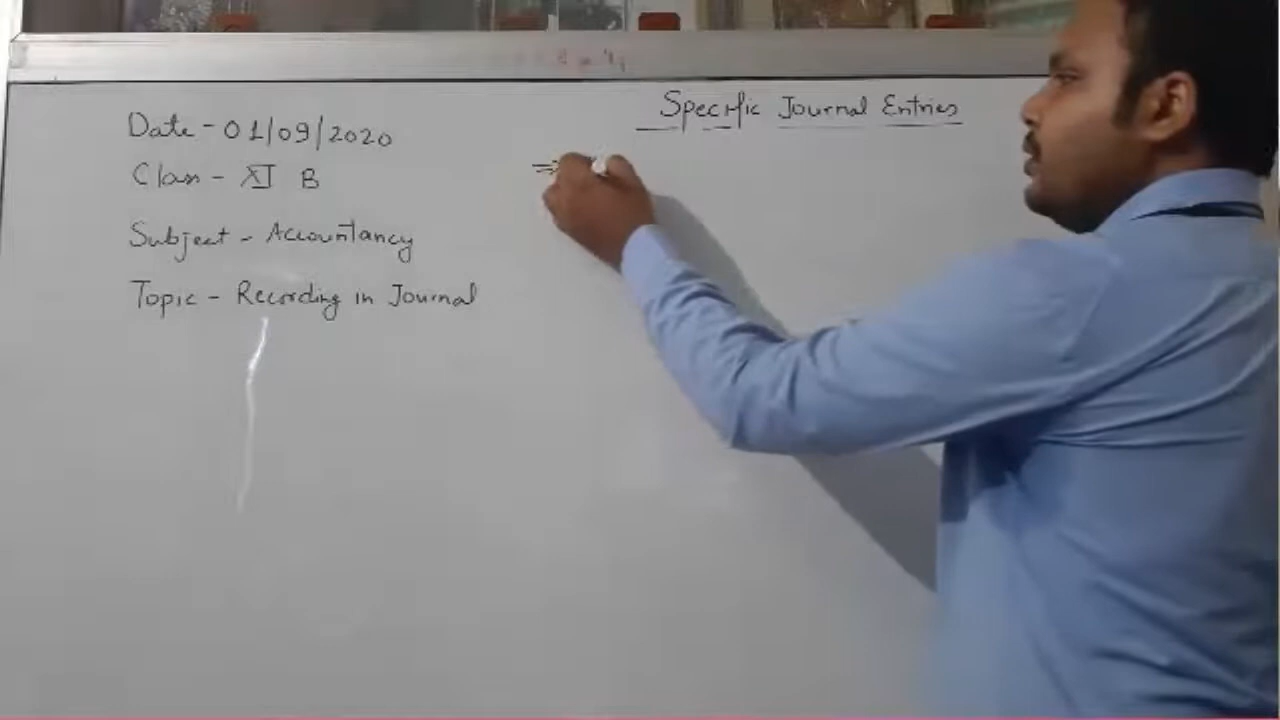 Specific Journal Entries
Date - 01/09/2020
Class - XI B
Subject - Accountancy
Topic - Recording in Journal
⇒